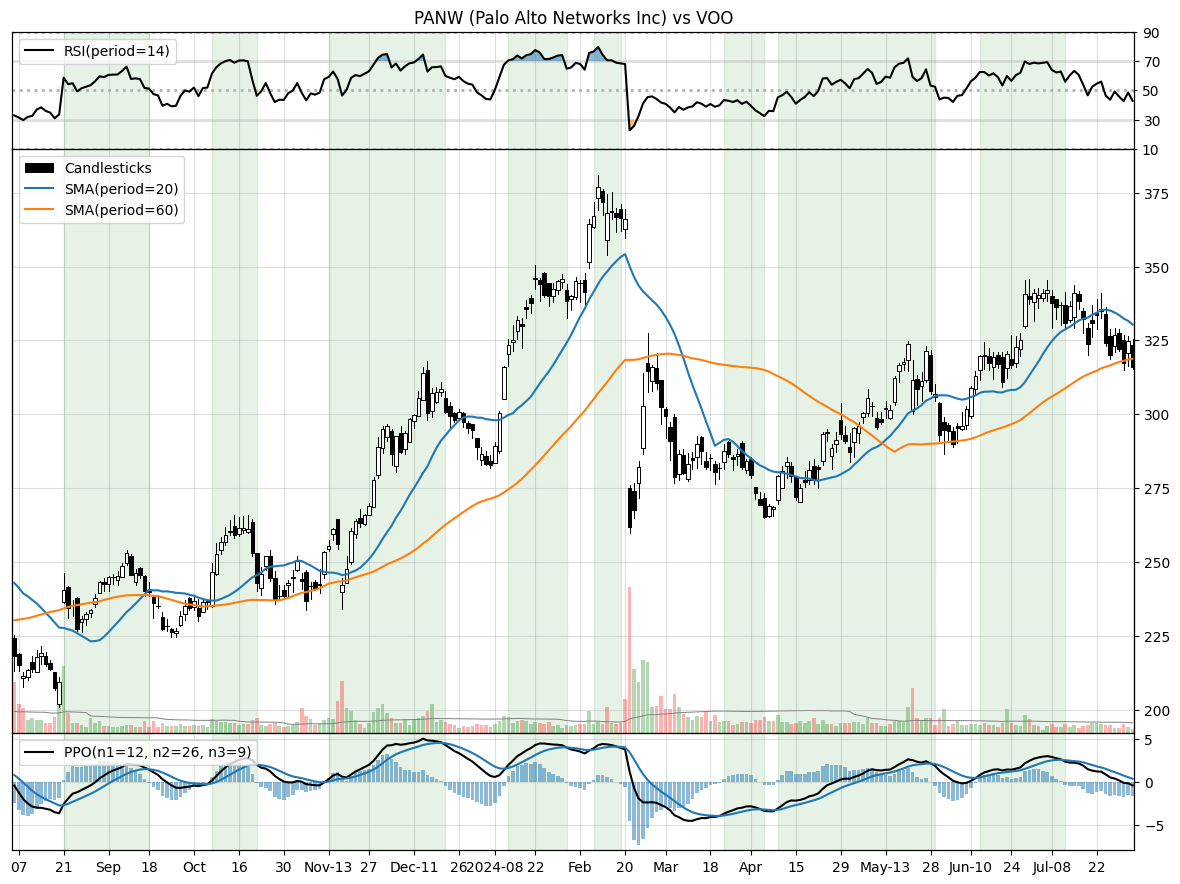 PANW (Palo Alto Networks Inc) vs VOO
RSI(period=14)
90
70
50
30
10
Candlesticks
SMA(period=20)
SMA(period=60)
375
350
325
300
275
250
225
200
PPO(n1=12, n2=26, n3=9)
5
0
−5
07 21 Sep 18 Oct 16 30 Nov-13 27 Dec-11 26 2024-08 22 Feb 20 Mar 18 Apr 15 29 May-13 28 Jun-10 24 Jul-08 22